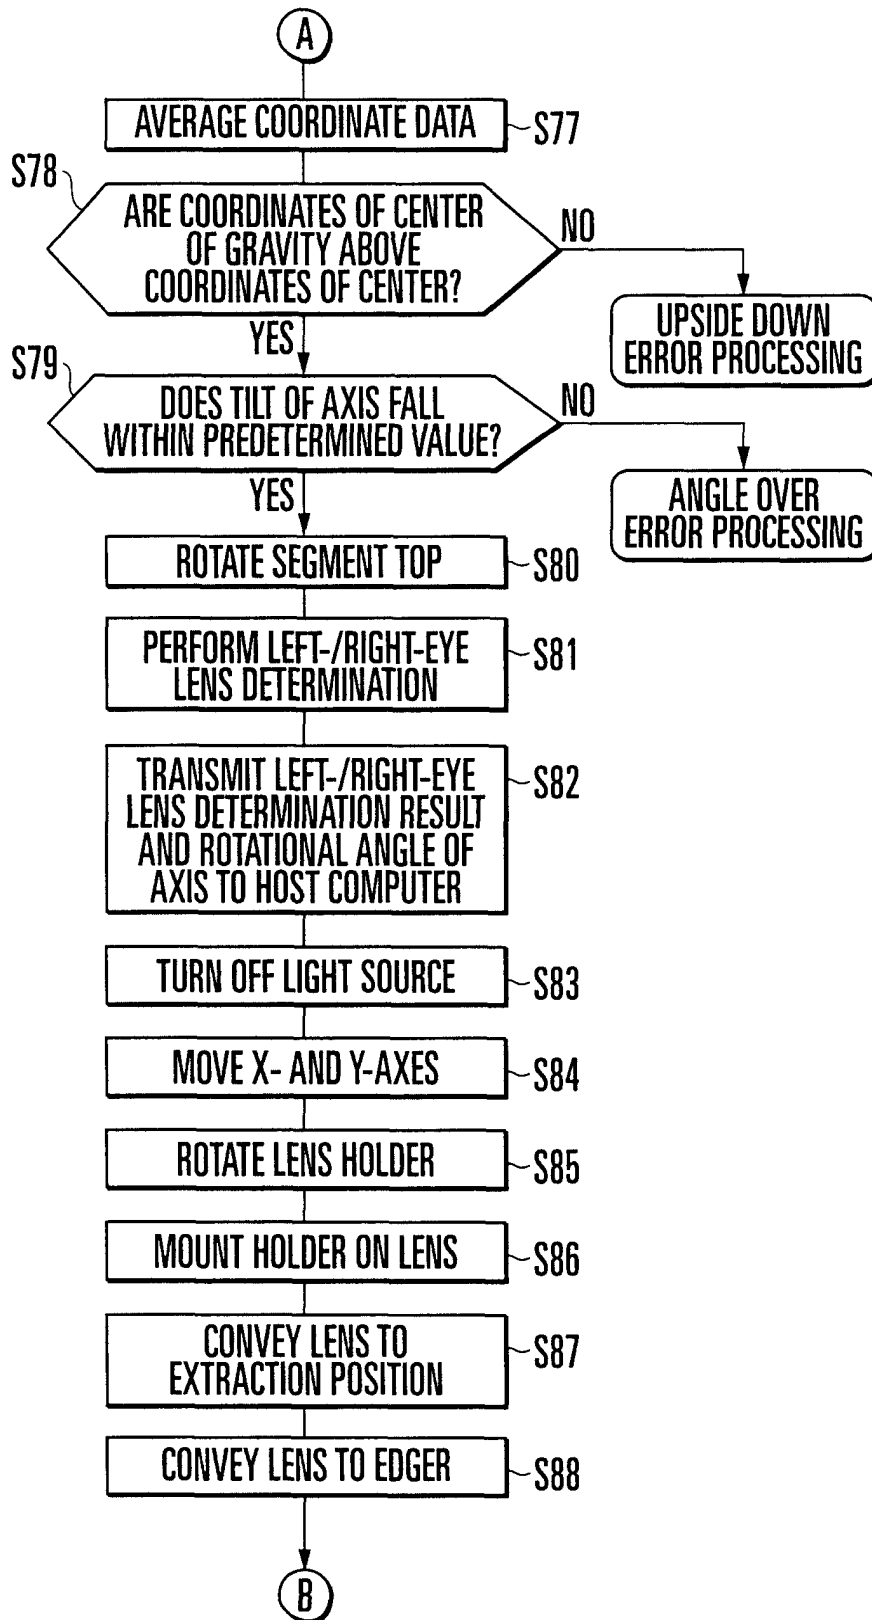 A
AVERAGE COORDINATE DATA
S77
S78
ARE COORDINATES OF CENTER
OF GRAVITY ABOVE
COORDINATES OF CENTER?
NO
UPSIDE DOWN
ERROR PROCESSING
YES
S79
DOES TILT OF AXIS FALL
WITHIN PREDETERMINED VALUE?
NO
ANGLE OVER
ERROR PROCESSING
YES
ROTATE SEGMENT TOP
S80
PERFORM LEFT-/RIGHT-EYE
LENS DETERMINATION
S81
TRANSMIT LEFT-/RIGHT-EYE
LENS DETERMINATION RESULT
AND ROTATIONAL ANGLE OF
AXIS TO HOST COMPUTER
S82
TURN OFF LIGHT SOURCE
S83
MOVE X- AND Y-AXES
S84
ROTATE LENS HOLDER
S85
MOUNT HOLDER ON LENS
S86
CONVEY LENS TO
EXTRACTION POSITION
S87
CONVEY LENS TO EDGER
S88
B